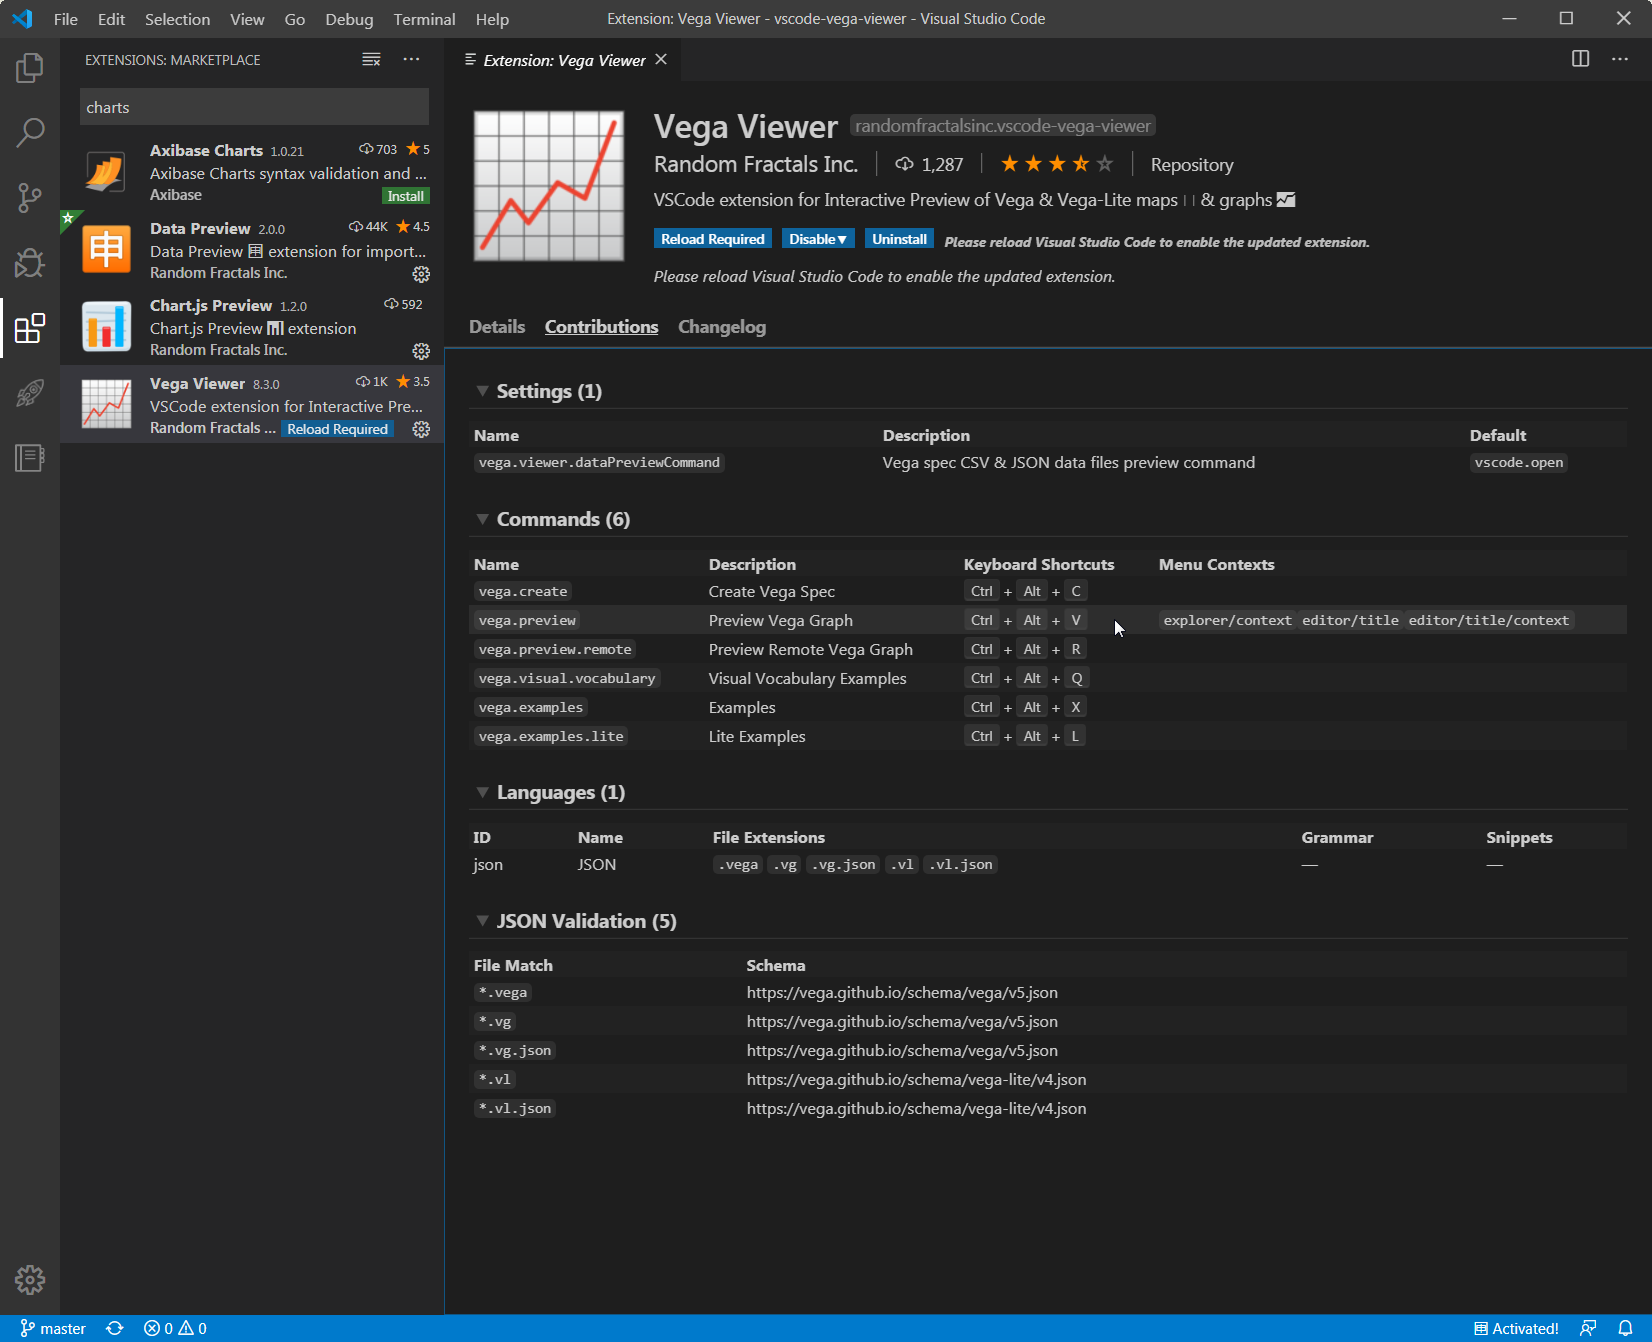 File Edit Selection View Go Debug Terminal Help Extension: Vega Viewer - vscode-vega-viewer - Visual Studio Code
EXTENSIONS: MARKETPLACE
charts
Axibase Charts 1.0.21 703 5
Axibase Charts syntax validation and ...
Axibase Install
Data Preview 2.0.0 44K 4.5
Data Preview 🈸 extension for import...
Random Fractals Inc.
Chart.js Preview 1.2.0 592
Chart.js Preview 📊 extension
Random Fractals Inc.
Vega Viewer 8.3.0 1K 3.5
VSCode extension for Interactive Pre...
Random Fractals ... Reload Required
Extension: Vega Viewer
申
Vega Viewer randomfractalsinc.vscode-vega-viewer
Random Fractals Inc. 1,287 Repository
VSCode extension for Interactive Preview of Vega & Vega-Lite maps & graphs 📈
Reload Required Disable▼ Uninstall Please reload Visual Studio Code to enable the updated extension.
Please reload Visual Studio Code to enable the updated extension.
Details Contributions Changelog
Settings (1)
Name Description Default
vega.viewer.dataPreviewCommand Vega spec CSV & JSON data files preview command vscode.open
Commands (6)
Name Description Keyboard Shortcuts Menu Contexts
vega.create Create Vega Spec Ctrl + Alt + C
vega.preview Preview Vega Graph Ctrl + Alt + V explorer/context editor/title editor/title/context
vega.preview.remote Preview Remote Vega Graph Ctrl + Alt + R
vega.visual.vocabulary Visual Vocabulary Examples Ctrl + Alt + Q
vega.examples Examples Ctrl + Alt + X
vega.examples.lite Lite Examples Ctrl + Alt + L
Languages (1)
ID Name File Extensions Grammar Snippets
json JSON .vega .vg .vg.json .vl .vl.json — —
JSON Validation (5)
File Match Schema
*.vega https://vega.github.io/schema/vega/v5.json
*.vg https://vega.github.io/schema/vega/v5.json
*.vg.json https://vega.github.io/schema/vega/v5.json
*.vl https://vega.github.io/schema/vega-lite/v4.json
*.vl.json https://vega.github.io/schema/vega-lite/v4.json
master 0 0 Activated!